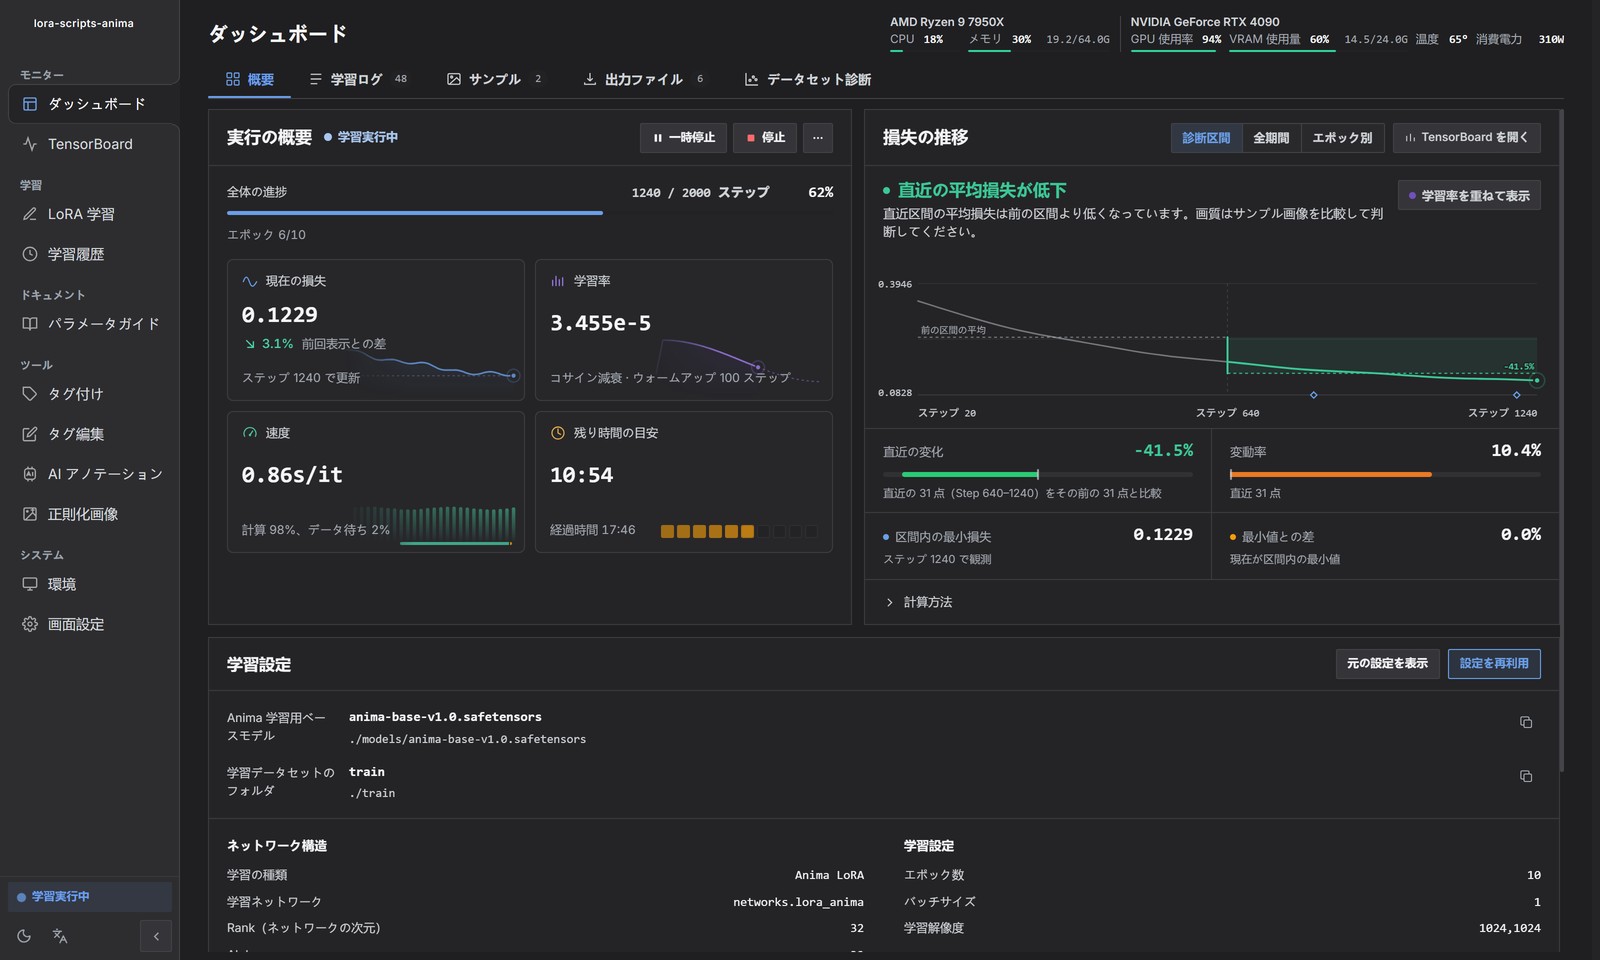 lora-scripts-anima
モニター
ダッシュボード
TensorBoard
学習
LoRA 学習
学習履歴
ドキュメント
パラメータガイド
ツール
タグ付け
タグ編集
AI アノテーション
正則化画像
システム
環境
画面設定
学習実行中
ダッシュボード
AMD Ryzen 9 7950X
CPU 18% メモリ 30% 19.2/64.0G
NVIDIA GeForce RTX 4090
GPU 使用率 94% VRAM 使用量 60% 14.5/24.0G 温度 65° 消費電力 310W
概要 学習ログ 48 サンプル 2 出力ファイル 6 データセット診断
実行の概要 学習実行中 一時停止 停止 ···
全体の進捗 1240 / 2000 ステップ 62%
エポック 6/10
現在の損失
0.1229
↘ 3.1% 前回表示との差
ステップ 1240 で更新
学習率
3.455e-5
コサイン減衰 · ウォームアップ 100 ステップ
速度
0.86s/it
計算 98%、データ待ち 2%
残り時間の目安
10:54
経過時間 17:46
損失の推移 診断区間 全期間 エポック別 TensorBoard を開く
直近の平均損失が低下
直近区間の平均損失は前の区間より低くなっています。画質はサンプル画像を比較して判
断してください。
学習率を重ねて表示
0.3946
前の区間の平均
-41.5%
0.0828
ステップ 20 ステップ 640 ステップ 1240
直近の変化 -41.5%
直近の 31 点（Step 640–1240）をその前の 31 点と比較
変動率 10.4%
直近 31 点
区間内の最小損失 0.1229
ステップ 1240 で観測
最小値との差 0.0%
現在が区間内の最小値
計算方法
学習設定 元の設定を表示 設定を再利用
Anima 学習用ベー
スモデル
anima-base-v1.0.safetensors
./models/anima-base-v1.0.safetensors
学習データセットの
フォルダ
train
./train
ネットワーク構造
学習の種類 Anima LoRA
学習ネットワーク networks.lora_anima
Rank（ネットワークの次元） 32
学習設定
エポック数 10
バッチサイズ 1
学習解像度 1024,1024